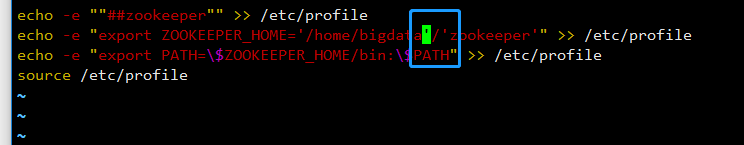 echo -e ""##zookeeper"" >> /etc/profile
echo -e "export ZOOKEEPER_HOME='/home/bigdata'/'zookeeper'" >> /etc/profile
echo -e "export PATH=\$ZOOKEEPER_HOME/bin:\$PATH" >> /etc/profile
source /etc/profile
~
~
~